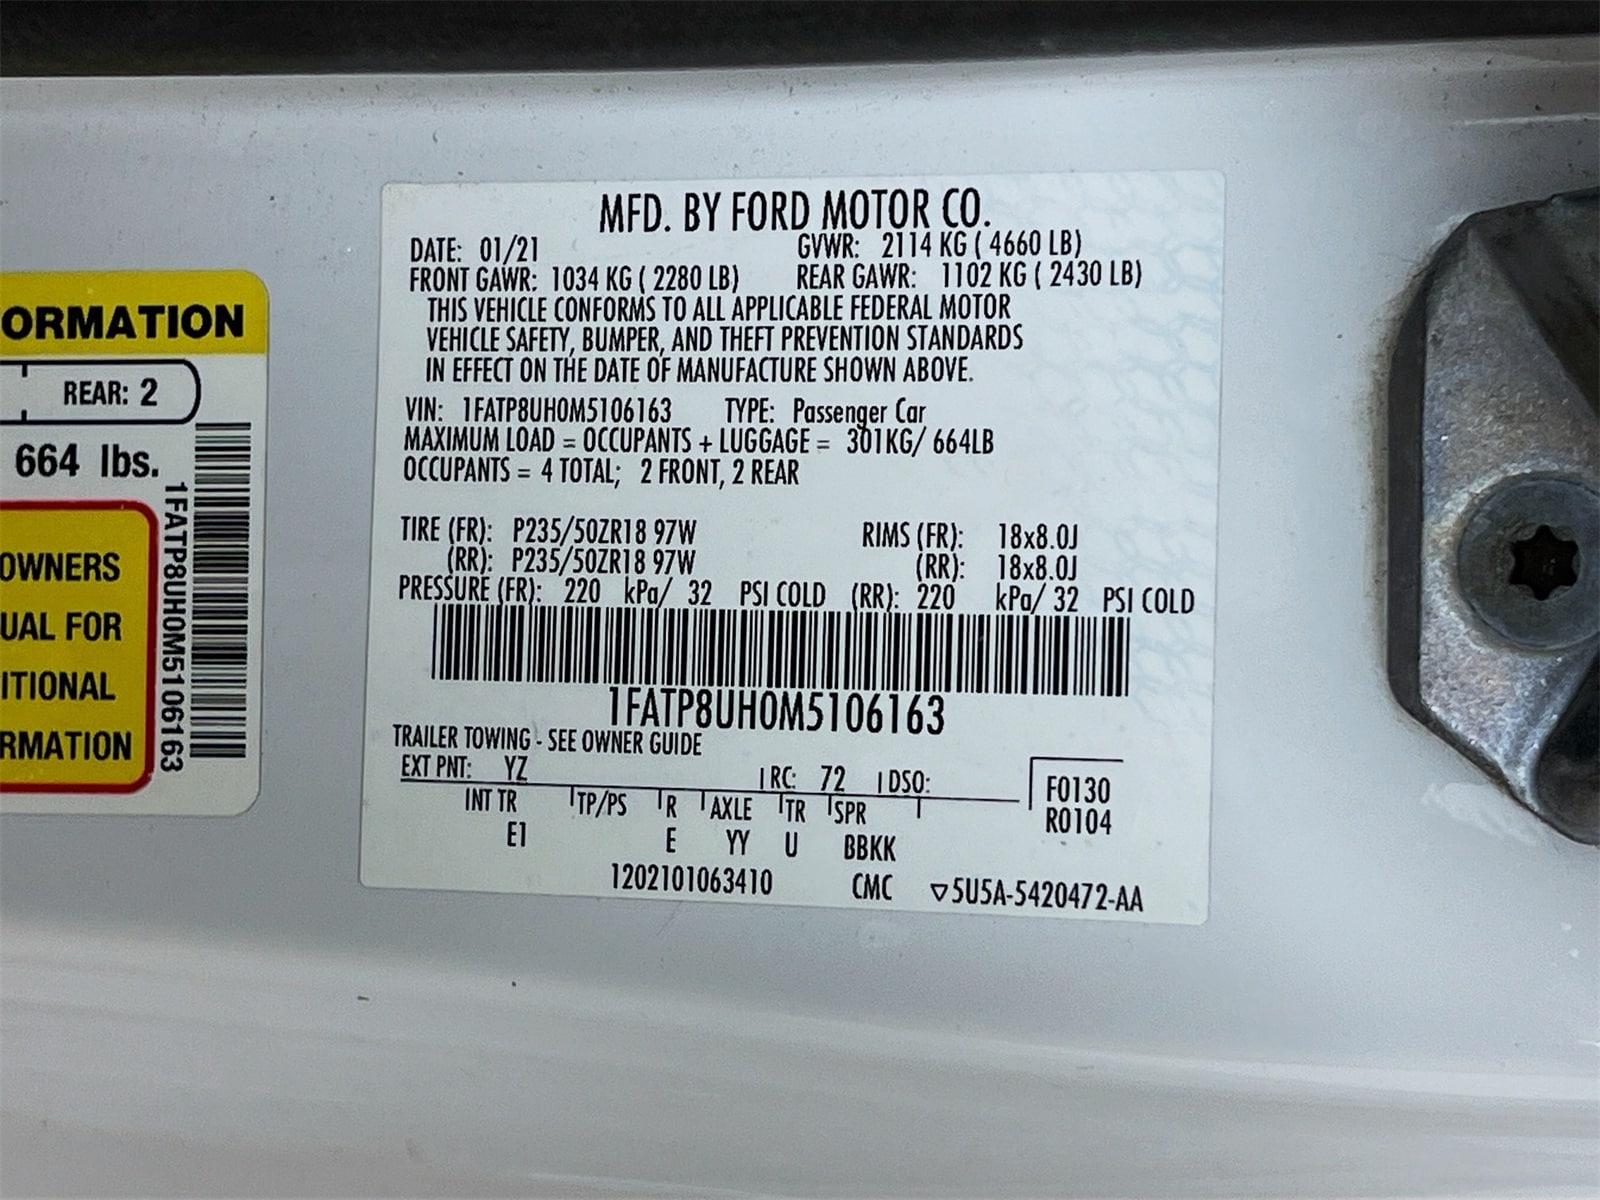 ORMATION
REAR: 2
664 lbs.
OWNERS
UAL FOR
ITIONAL
RMATION
1FATP8UH0M5106163
MFD. BY FORD MOTOR CO.
DATE: 01/21 GVWR: 2114 KG ( 4660 LB)
FRONT GAWR: 1034 KG ( 2280 LB) REAR GAWR: 1102 KG ( 2430 LB)
THIS VEHICLE CONFORMS TO ALL APPLICABLE FEDERAL MOTOR
VEHICLE SAFETY, BUMPER, AND THEFT PREVENTION STANDARDS
IN EFFECT ON THE DATE OF MANUFACTURE SHOWN ABOVE.
VIN: 1FATP8UH0M5106163 TYPE: Passenger Car
MAXIMUM LOAD = OCCUPANTS + LUGGAGE = 301KG/ 664LB
OCCUPANTS = 4 TOTAL; 2 FRONT, 2 REAR
TIRE (FR): P235/50ZR18 97W RIMS (FR): 18x8.0J
(RR): P235/50ZR18 97W (RR): 18x8.0J
PRESSURE (FR): 220 kPa/ 32 PSI COLD (RR): 220 kPa/ 32 PSI COLD
1FATP8UH0M5106163
TRAILER TOWING - SEE OWNER GUIDE
EXT PNT: YZ RC: 72 DSO:
F0130
R0104
INT TR TP/PS R AXLE TR SPR
E1 E YY U BBKK
1202101063410 CMC ▽5U5A-5420472-AA